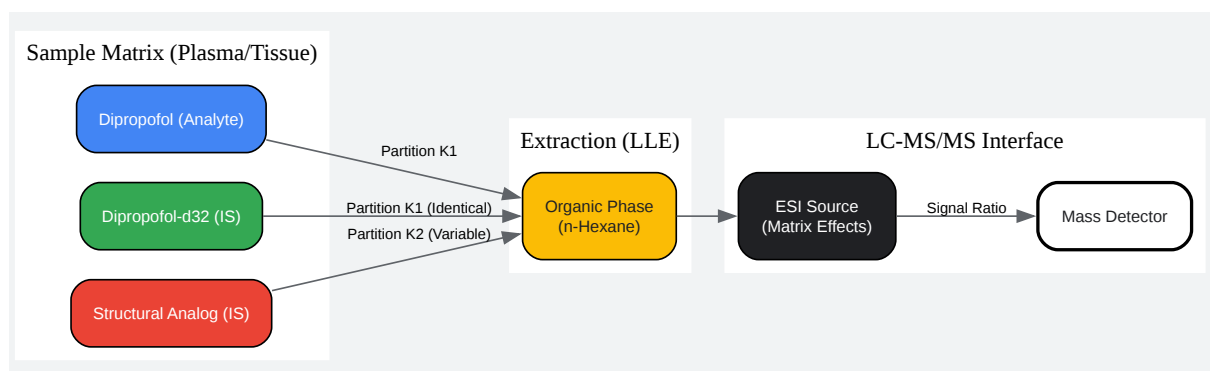 Sample Matrix (Plasma/Tissue)
Dipropofol (Analyte)
Dipropofol-d32 (IS)
Structural Analog (IS)
Partition K1
Partition K1 (Identical)
Partition K2 (Variable)
Extraction (LLE)
Organic Phase
(n-Hexane)
LC-MS/MS Interface
ESI Source
(Matrix Effects)
Signal Ratio
Mass Detector